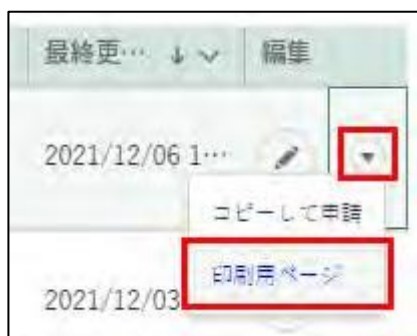 最終更… ↓ 編集
2021/12/06 1…
コピーして申請
印刷用ページ
2021/12/03